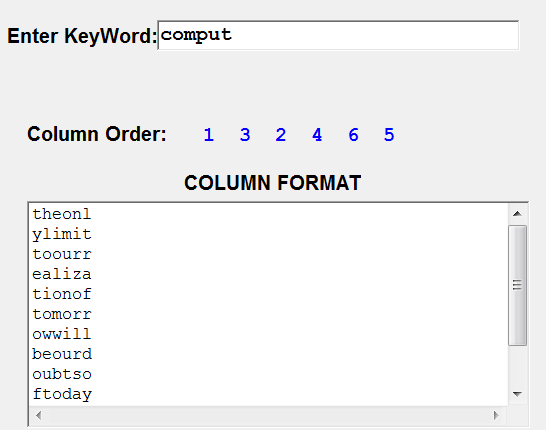 Enter KeyWord: comput
Column Order: 1 3 2 4 6 5
COLUMN FORMAT
theonl
ylimit
toourr
ealiza
tionof
tomorr
owwill
beourd
oubtso
ftoday